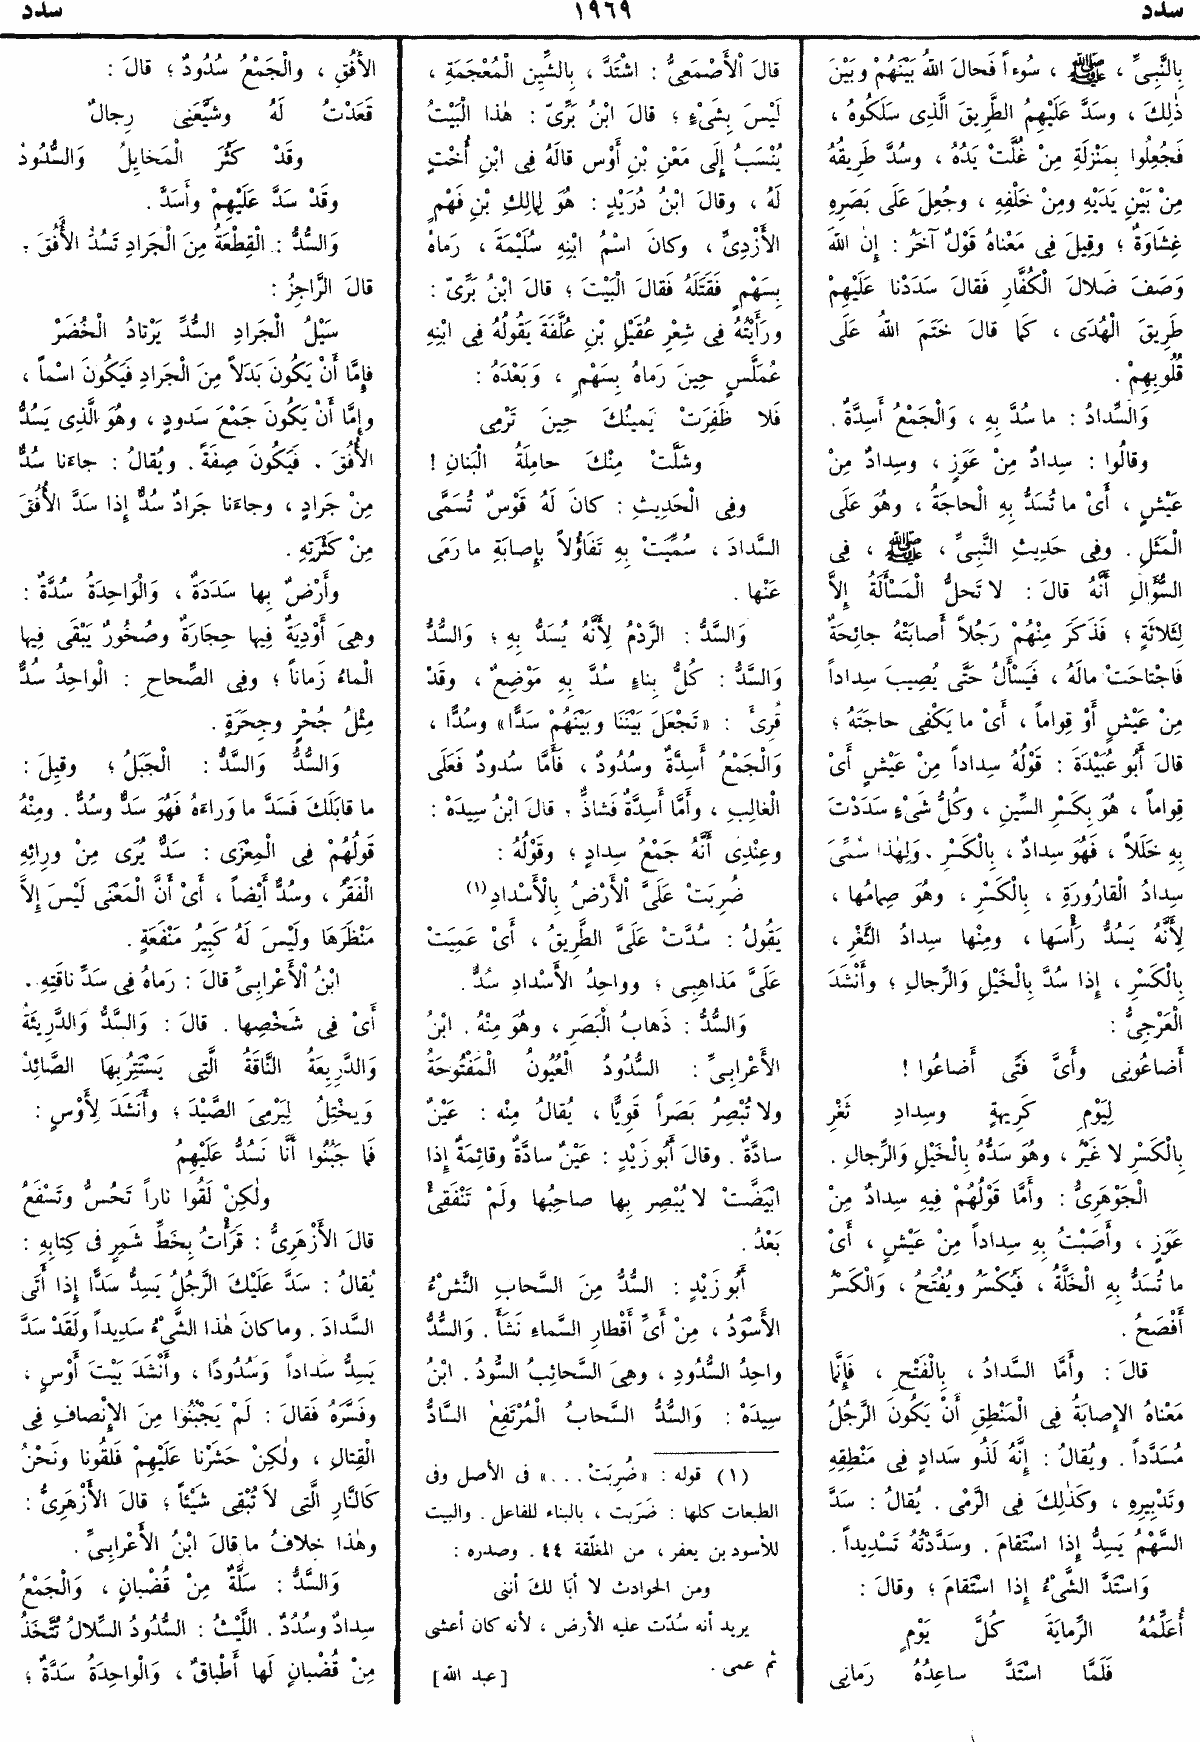 سدد
١٩٦٩
سدد
بِالنَّبِىِّ ، ﷺ ، سُوءاً فَحالَ اللهُ بَيْنَهُمْ وبَيْنَ
ذٰلِكَ ، وسَدَّ عَلَيْهِمُ الطَّرِيقَ الَّذِى سَلَكُوهُ ،
فَجُعِلُوا بِمَنْزِلَةِ مِنْ غُلَّتْ يَدُهُ ، وسُدَّ طَرِيقُهُ
مِنْ بَيْنِ يَدَيْهِ ومِنْ خَلْفِهِ ، وجُعِلَ عَلَى بَصَرِهِ
غِشَاوَةٌ ؛ وقِيلَ فِى مَعْناهُ قَوْلٌ آخَرُ : إِن اللهَ
وَصَفَ ضَلالَ الْكُفَّارِ فَقالَ سَدَدْنا عَلَيْهِمْ
طَرِيقَ الْهُدَى ، كَما قالَ خَتَمَ اللهُ عَلَى
قُلُوبِهِمْ .
وَالسِّدادُ : ما سُدَّ بِهِ ، وَالْجَمْعُ أَسِدَّةٌ .
وقالُوا : سِدادٌ مِنْ عَوَزٍ ، وسِدادٌ مِنْ
عَيْشٍ ، أَىْ ما تُسَدُّ بِهِ الْحاجَةُ ، وهُوَ عَلَى
الْمَثَلِ . وفِى حَدِيثِ النَّبِىِّ ، ﷺ ، فِى
السُّؤَالِ أَنَّهُ قالَ : لا تَحِلُّ الْمَسْأَلَةُ إِلاَّ
لِثَلاثَةٍ ؛ فَذَكَرَ مِنْهُمْ رَجُلاً أَصابَتْهُ جائِحَةٌ
فَاجْتاحَتْ مالَهُ ، فَيَسْأَلُ حَتَّى يُصِيبَ سِداداً
مِنْ عَيْشٍ أَوْ قِواماً ، أَىْ ما يَكْفِى حاجَتَهُ ؛
قالَ أَبُو عُبَيْدَةَ : قَوْلُهُ سِداداً مِنْ عَيْشٍ أَىْ
قِواماً ، هُوَ بِكَسْرِ السِّينِ ، وكُلُّ شَىْءٍ سَدَدْتَ
بِهِ خَلَلاً ، فَهُوَ سِدادٌ ، بِالْكَسْرِ . وَلِهٰذا سُمِّىَ
سِدادُ الْقارُورَةِ ، بِالْكَسْرِ ، وهُوَ صِمامُها ،
لِأَنَّهُ يَسُدُّ رَأْسَها ، ومِنْها سِدادُ الثَّغْرِ ،
بِالْكَسْرِ ، إِذا سُدَّ بِالْخَيْلِ وَالرِّجالِ ؛ وأَنْشَدَ
الْعَرْجِىُّ :
أَضاعُونِى وأَىَّ فَتًى أَضاعُوا !
لِيَوْمِ كَرِيهةٍ وسِدادِ ثَغْرِ
بِالْكَسْرِ لا غَيْرُ ، وهُوَ سَدُّهُ بِالْخَيْلِ وَالرِّجالِ .
الْجَوْهَرِىُّ : وأَمَّا قَوْلُهُمْ فِيهِ سِدادٌ مِنْ
عَوَزٍ ، وأَصَبْتُ بِهِ سِداداً مِنْ عَيْشٍ ، أَىْ
ما تُسَدُّ بِهِ الْخَلَّةُ ، فَيُكْسَرُ ويُفْتَحُ ، وَالْكَسْرُ
أَفْصَحُ .
قالَ : وأَمَّا السَّدادُ ، بِالْفَتْحِ ، فَإِنَّما
مَعْناهُ الإِصابَةُ فِى الْمَنْطِقِ أَنْ يَكُونَ الرَّجُلُ
مُسَدَّداً . ويُقالُ : إِنَّهُ لَذُو سَدادٍ فِى مَنْطِقِهِ
وتَدْبِيرِهِ ، وكَذٰلِكَ فِى الرَّمْىِ . يُقالُ : سَدَّ
السَّهْمُ يَسِدُّ إِذا اسْتَقامَ . وسَدَّدْتُهُ تَسْدِيداً .
وَاسْتَدَّ الشَّىْءُ إِذا اسْتَقامَ ؛ وقالَ :
أُعَلِّمُهُ الرِّمايَةَ كُلَّ يَوْمٍ
فَلَمَّا اسْتَدَّ ساعِدُهُ رَمانِى
قالَ الْأَصْمَعِىُّ : اشْتَدَّ ، بِالشِّينِ الْمُعْجَمَةِ ،
لَيْسَ بِشَىْءٍ ؛ قالَ ابْنُ بَرِّىّ : هٰذا الْبَيْتُ
يُنْسَبُ إِلَى مَعْنِ بْنِ أَوْس قالَهُ فِى ابْنِ أُخْتٍ
لَهُ ، وقالَ ابْنُ دُرَيْدٍ : هُوَ لِمالِكِ بْنِ فَهْمٍ
الأَزْدِىِّ ، وكانَ اسْمُ ابْنِهِ سُلَيْمَةَ ، رَماهُ
بِسَهْمٍ فَقَتَلَهُ فَقالَ الْبَيْتَ ؛ قالَ ابْنُ بَرِّىّ :
ورَأَيْتُهُ فِى شِعْرِ عُقَيْلِ بْنِ عُلَّفَةَ يَقُولُهُ فِى ابْنِهِ
عُمَلَّسٍ حِينَ رَماهُ بِسَهْمٍ ، وَبَعْدَهُ :
فَلا ظَفِرَتْ يَمينُكَ حِينَ تَرْمِى
وشَلَّتْ مِنْكَ حامِلَةُ الْبَنانِ !
وفِى الْحَدِيثِ : كانَ لَهُ قَوْسٌ تُسَمَّى
السَّدادَ ، سُمِّيَتْ بِهِ تَفَاؤُلاً بِإِصابَةِ ما رَمَى
عَنْها .
وَالسَّدُّ : الرَّدْمُ لِأَنَّهُ يُسَدُّ بِهِ ؛ وَالسَّدُّ
وَالسَّدُّ : كُلُّ بِناءٍ سُدَّ بِهِ مَوْضِعٌ ، وقَدْ
قُرِئَ : «تَجْعَلَ بَيْنَنَا وبَيْنَهُمْ سَدًّا» وسُدًّا ،
وَالْجَمْعُ أَسِدَّةٌ وسُدُودٌ ، فَأَمَّا سُدودٌ فَعَلَى
الْغالِبِ ، وأَمَّا أَسِدَّةٌ فَشاذٌّ ؛ قالَ ابْنُ سِيدَهْ :
وعِنْدِى أَنَّهُ جَمْعُ سِدادٍ ؛ وقَوْلُهُ :
ضُرِبَتْ عَلَىَّ الْأَرْضُ بِالْأَسْدادِ (١)
يَقُولُ : سُدَّتْ عَلَىَّ الطَّرِيقُ ، أَىْ عَمِيَتْ
عَلَىَّ مَذاهِبِى ؛ وواحِدُ الأَسْدادِ سُدٌّ .
وَالسُّدُّ : ذَهابُ الْبَصَرِ ، وهُوَ مِنْهُ . ابْنُ
الأَعْرابِىِّ : السُّدُودُ الْعُيُونُ الْمَفْتُوحَةُ
ولا تُبْصِرُ بَصَراً قَوِيًّا ، يُقالُ مِنْه : عَيْنٌ
سادَّةٌ . وقالَ أَبُو زَيْدٍ : عَيْنٌ سادَّةٌ وقائِمَةٌ إِذا
ابْيَضَّتْ لا يُبْصِر بِها صاحِبُها ولَمْ تَنْفَقِئْ
بَعْدُ .
أَبُو زَيْدٍ : السُّدُّ مِنَ السَّحابِ النَّشْءُ
الأَسْوَدُ ، مِنْ أَىِّ أَقْطارِ السَّماءِ نَشَأَ . وَالسُّدُّ
واحِدُ السُّدُودِ ، وهِىَ السَّحائِبُ السُّودُ . ابْنُ
سِيدَهْ : وَالسُّدُّ السَّحابُ الْمُرْتَفِعُ السَّادُّ
(١) قوله : «ضُرِبَتْ ...» فى الأصل وفى
الطبعات كلها : ضَرَبت ، بالبناء للفاعل . والبيت
للأسود بن يعفر ، من المغلّقة ٤٤ . وصدره :
ومن الحوادث لا أبا لكَ أننى
يريد أنه سُدّت عليه الأرض ، لأنه كان أعشى
ثم عمى .
[عبد الله]
الأُفُقِ ، والْجَمْعُ سُدُودٌ ؛ قالَ :
قَعَدْتُ لَهُ وشَيَّعَنِى رِجالٌ
وقَدْ كَثُرَ الْمَخايِلُ وَالسُّدُودُ
وقَدْ سَدَّ عَلَيْهِمْ وأَسَدَّ .
وَالسُّدُّ : الْقِطْعَةُ مِنَ الْجَرادِ تَسُدُّ الأُفُقَ ؛
قالَ الرَّاجِزُ :
سَيْلُ الْجَرادِ السُّدِّ يَرْتادُ الْخُضَرْ
فإِمَّا أَنْ يَكُونَ بَدَلاً مِنَ الْجَرادِ فَيَكُونَ اسْماً ،
وإِمَّا أَنْ يَكُونَ جَمْعَ سَدودٍ ، وهُوَ الَّذِى يَسُدُّ
الأُفُقَ . فَيَكُونَ صِفَةً . ويُقالُ : جاءَنا سُدٌّ
مِنْ جَرادٍ ، وجاءَنا جَرادٌ سُدٌّ إِذا سَدَّ الأُفُقَ
مِنْ كَثْرَتِهِ .
وأَرْضٌ بِها سَدَدَةٌ ، وَالْواحِدَةُ سُدَّةٌ :
وهِىَ أَوْدِيَةٌ فِيها حِجارَةٌ وصُخُورٌ يَبْقَى فِيها
الْماءُ زَماناً ؛ وفِى الصِّحاحِ : الْواحِدُ سُدٌّ
مِثْلُ جُحْرٍ وجِحَرَةٍ .
وَالسُّدُّ وَالسَّدُّ : الْجَبَلُ ؛ وقِيلَ :
ما قابَلَكَ فَسَدَّ ما وَراءَهُ فَهُوَ سَدٌّ وسُدٌّ . ومِنْهُ
قَولُهُمْ فِى الْمِعْزَى : سَدٌّ يُرَى مِنْ ورائِهِ
الْفَقْرُ ، وسُدٌّ أَيْضاً ، أَىْ أَنَّ الْمَعْنَى لَيْسَ إِلاَّ
مَنْظَرَها ولَيْسَ لَهُ كَبِيرُ مَنْفَعَةٍ .
ابْنُ الْأَعْرابِىِّ قالَ : رَماهُ فِى سَدِّ ناقَتِهِ .
أَىْ فِى شَخْصِها . قالَ : وَالسَّدُّ وَالدَّرِيئَةُ
وَالدَّرِيعَةُ النَّاقَةُ الَّتِى يَسْتَتِرُ بِها الصَّائِدُ
وَيخْتِلُ لِيَرْمِىَ الصَّيْدَ ؛ وأَنْشَدَ لِأَوْسٍ :
فَما جَبُنُوا أَنَّا نَسُدُّ عَلَيْهِمُ
ولٰكِنْ لَقُوا ناراً تَحُسُّ وتَسْفَعُ
قالَ الأَزْهَرِىُّ : قَرَأْتُ بِخَطِّ شَمِرٍ فى كِتابِهِ :
يُقالُ : سَدَّ عَلَيْكَ الرَّجُلُ يَسِدُّ سَدًّا إِذا أَتَى
السَّدادَ . وما كانَ هٰذا الشَّىْءُ سَدِيداً ولَقَدْ سَدَّ
يَسِدُّ سَداداً وَسُدُودًا ، وأَنْشَدَ بَيْتَ أَوْسٍ ،
وفَسَّرَهُ فَقالَ : لَمْ يَجْبُنُوا مِنَ الإِنْصافِ فِى
الْقِتالِ ، ولٰكِنْ حَشَرْنا عَلَيْهِمْ فَلَقُونا ونَحْنُ
كَالنَّارِ الَّتِى لا تُبْقِى شَيْئاً ؛ قالَ الأَزْهَرِىُّ :
وهٰذا خِلافُ ما قالَ ابْنُ الأَعْرابِىِّ .
وَالسَّدُّ : سَلَّةٌ مِنْ قُضْبانٍ ، وَالْجَمْعُ
سِدادٌ وسُدُدٌ . اللَّيْثُ : السُّدُودُ السِّلالُ تُتَّخَذُ
مِنْ قُضْبانٍ لَها أَطْباقٌ ، وَالْواحِدَةُ سَدَّةٌ ؛